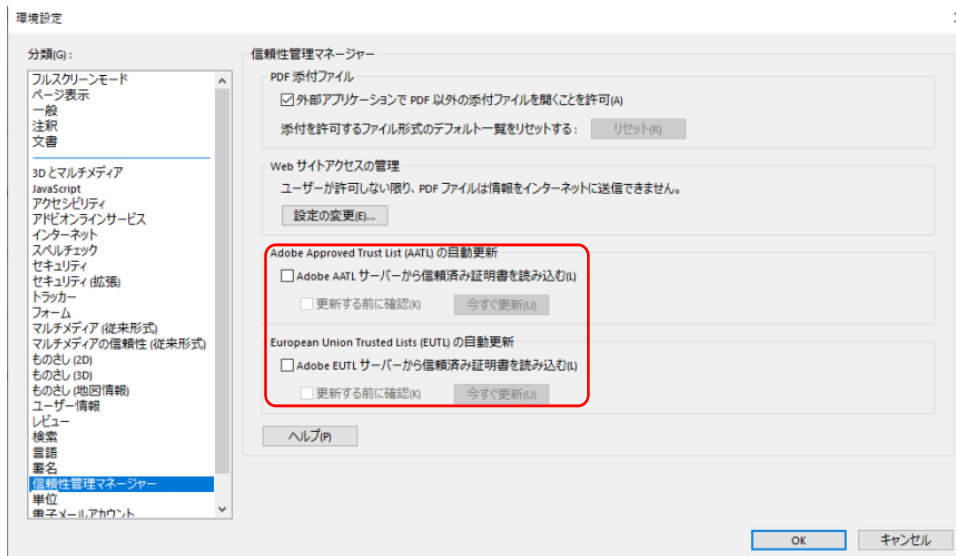 環境設定
分類(G):
フルスクリーンモード
ページ表示
一般
注釈
文書
3D とマルチメディア
JavaScript
アクセシビリティ
アドビオンラインサービス
インターネット
スペルチェック
セキュリティ
セキュリティ (拡張)
トラッカー
フォーム
マルチメディア (従来形式)
マルチメディアの信頼性 (従来形式)
ものさし (2D)
ものさし (3D)
ものさし (地図情報)
ユーザー情報
レビュー
検索
言語
署名
信頼性管理マネージャー
単位
電子メールアカウント
信頼性管理マネージャー
PDF 添付ファイル
外部アプリケーションで PDF 以外の添付ファイルを開くことを許可(A)
添付を許可するファイル形式のデフォルト一覧をリセットする: リセット(R)
Web サイトアクセスの管理
ユーザーが許可しない限り、PDF ファイルは情報をインターネットに送信できません。
設定の変更(E)...
Adobe Approved Trust List (AATL) の自動更新
Adobe AATL サーバーから信頼済み証明書を読み込む(L)
更新する前に確認(K) 今すぐ更新(U)
European Union Trusted Lists (EUTL) の自動更新
Adobe EUTL サーバーから信頼済み証明書を読み込む(L)
更新する前に確認(K) 今すぐ更新(U)
ヘルプ(P)
OK キャンセル